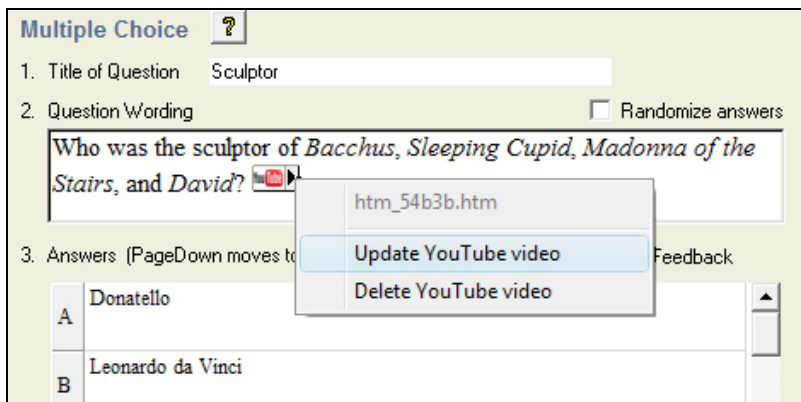 Multiple Choice ?
1. Title of Question Sculptor
2. Question Wording Randomize answers
Who was the sculptor of Bacchus, Sleeping Cupid, Madonna of the
Stairs, and David? YouTube
htm_54b3b.htm
Update YouTube video
Delete YouTube video
3. Answers (PageDown moves to Feedback
A Donatello
B Leonardo da Vinci